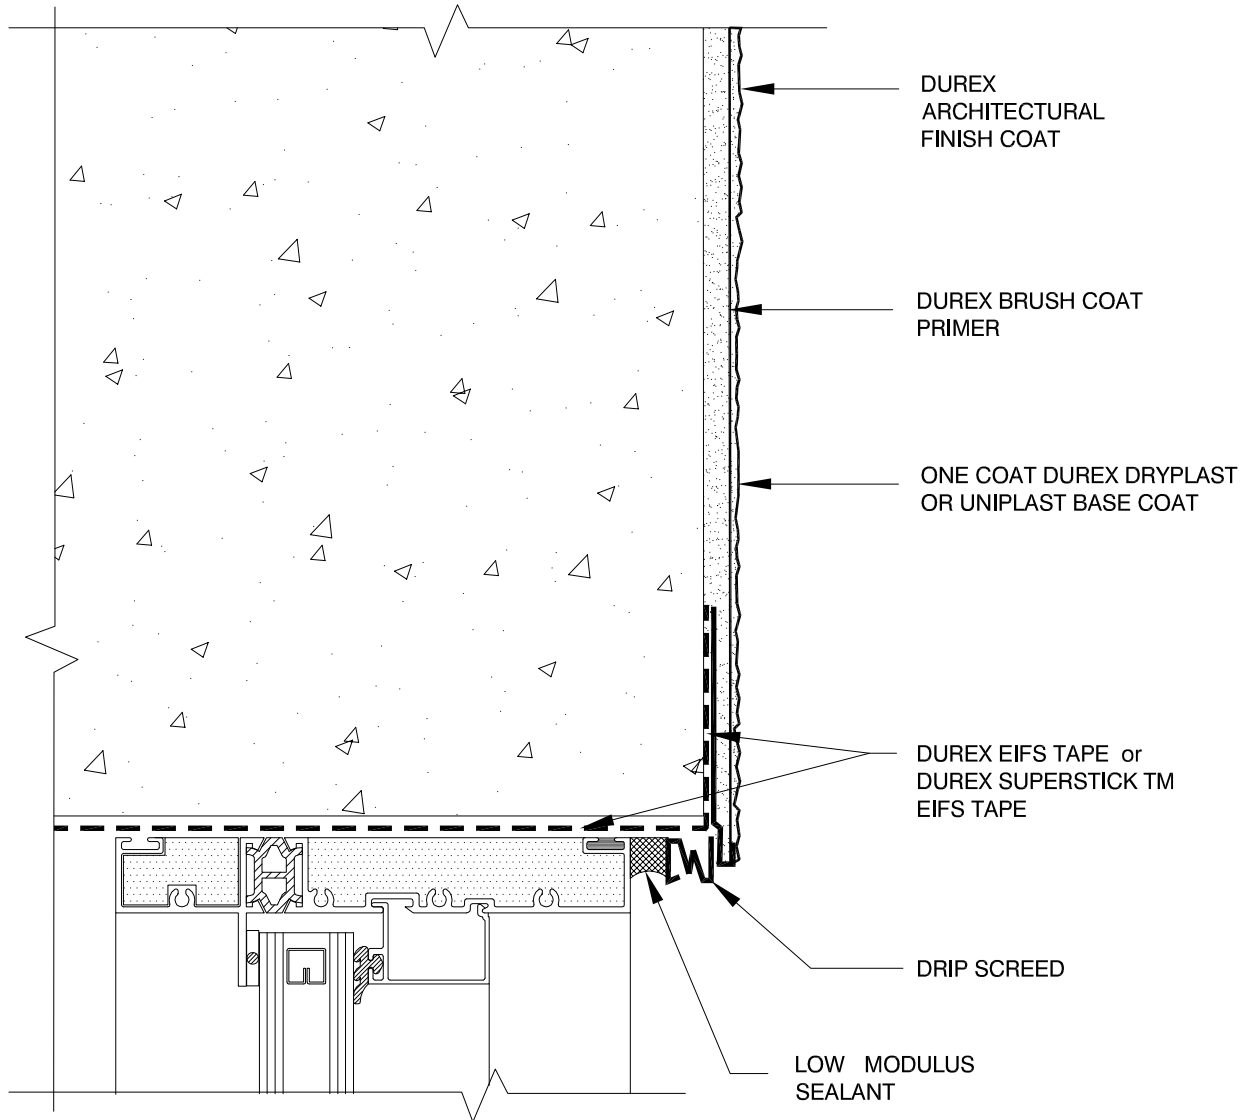 DUREX
ARCHITECTURAL
FINISH COAT
DUREX BRUSH COAT
PRIMER
ONE COAT DUREX DRYPLAST
OR UNIPLAST BASE COAT
DUREX EIFS TAPE or
DUREX SUPERSTICK TM
EIFS TAPE
DRIP SCREED
LOW MODULUS
SEALANT